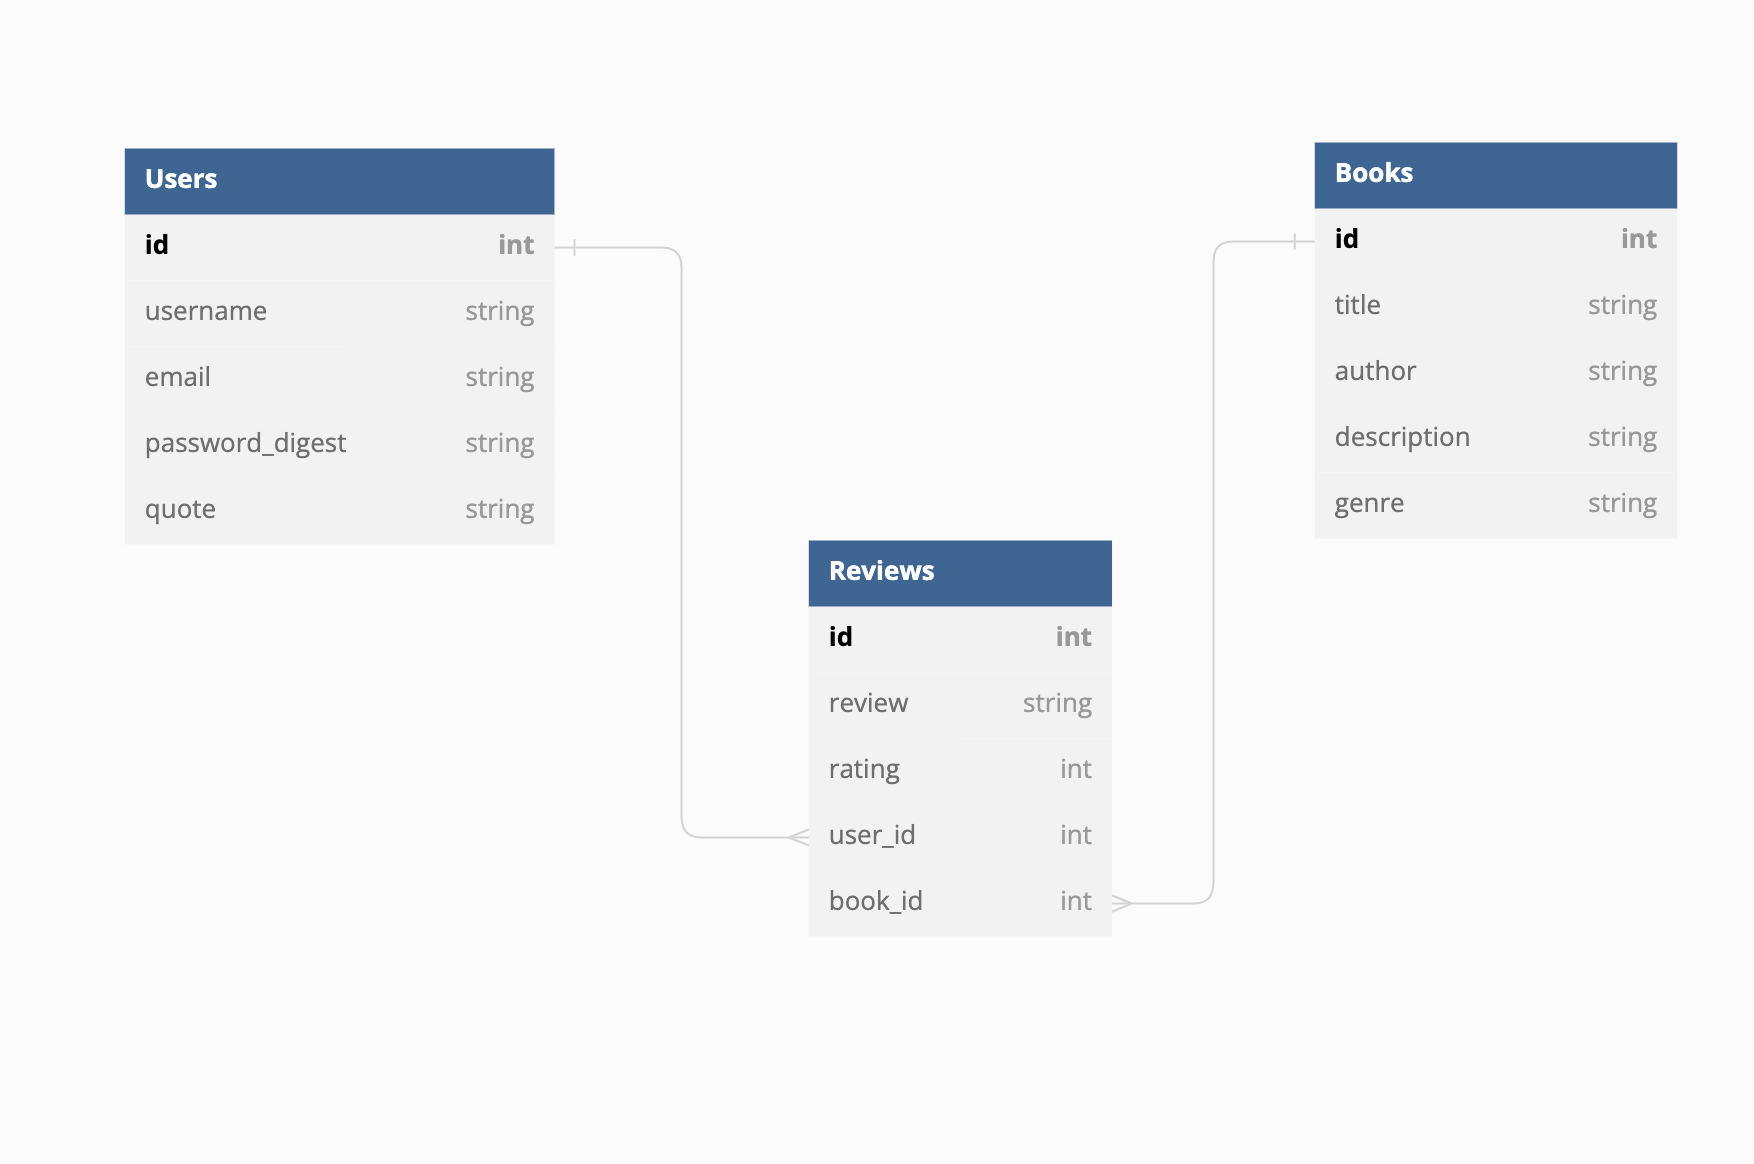 Users
id int
username string
email string
password_digest string
quote string
Books
id int
title string
author string
description string
genre string
Reviews
id int
review string
rating int
user_id int
book_id int